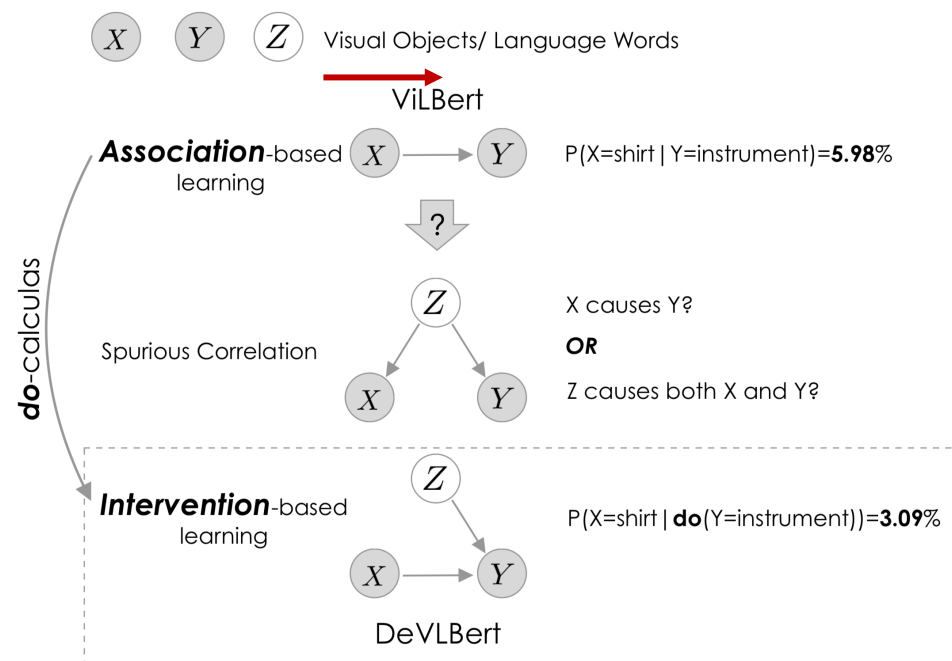 X Y Z Visual Objects/ Language Words
ViLBert
Association-based X Y P(X=shirt|Y=instrument)=5.98%
learning
?
do-calculas
Z X causes Y?
Spurious Correlation OR
X Y Z causes both X and Y?
Z
Intervention-based P(X=shirt|do(Y=instrument))=3.09%
learning
X Y
DeVLBert